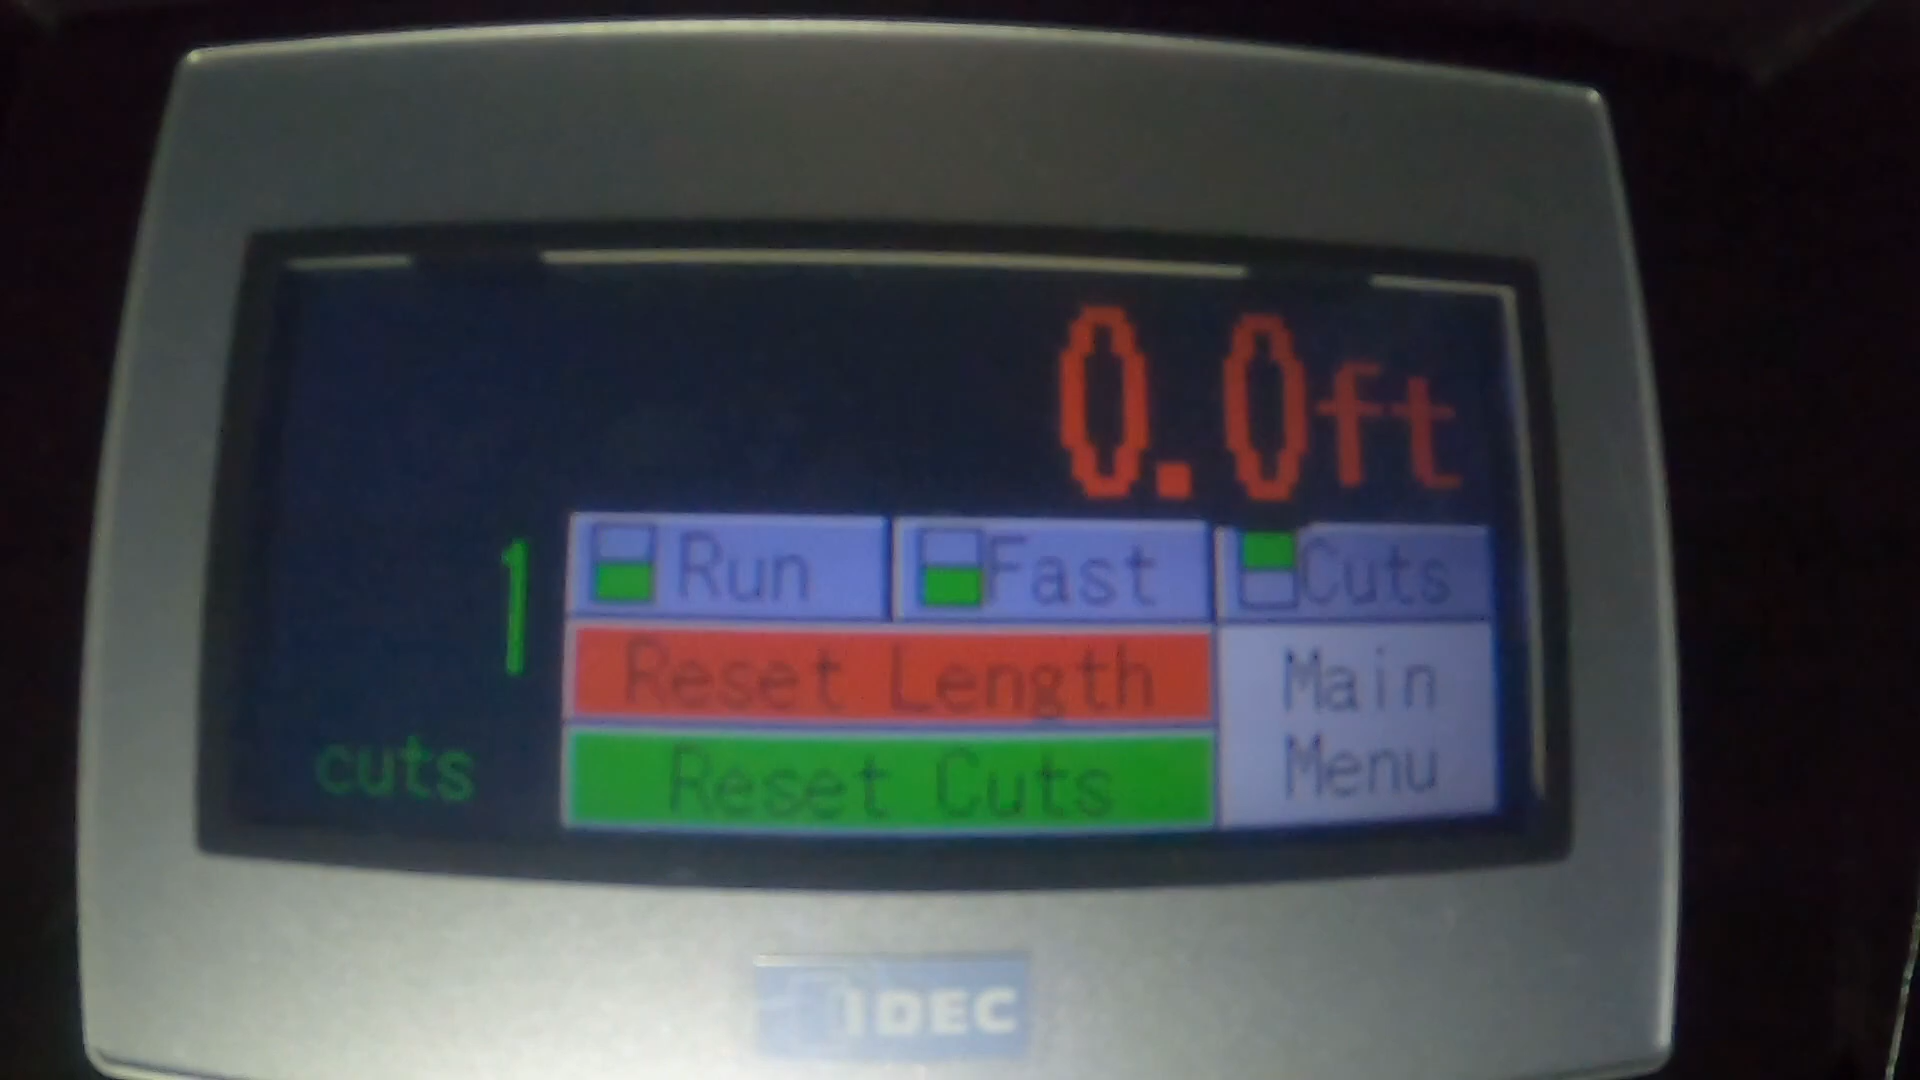 0.0ft
1
Run
Fast
Cuts
Reset Length
Main
Menu
cuts
Reset Cuts
IDEC